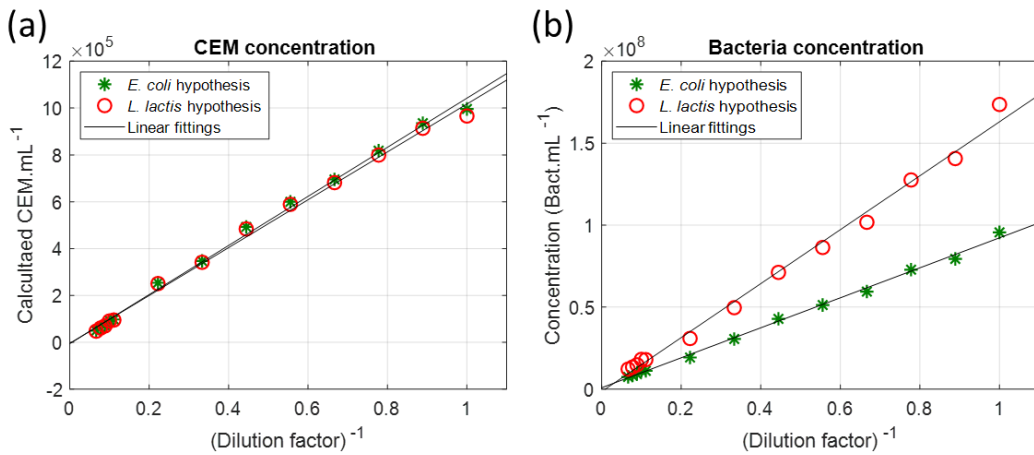 (a)
CEM concentration
×10^5
E. coli hypothesis
L. lactis hypothesis
Linear fittings
12
10
8
6
4
2
0
-2
0
0.2
0.4
0.6
0.8
1
Calcultaed CEM.mL^-1
(Dilution factor)^-1
(b)
Bacteria concentration
×10^8
E. coli hypothesis
L. lactis hypothesis
Linear fittings
2
1.5
1
0.5
0
0
0.2
0.4
0.6
0.8
1
Concentration (Bact.mL^-1)
(Dilution factor)^-1